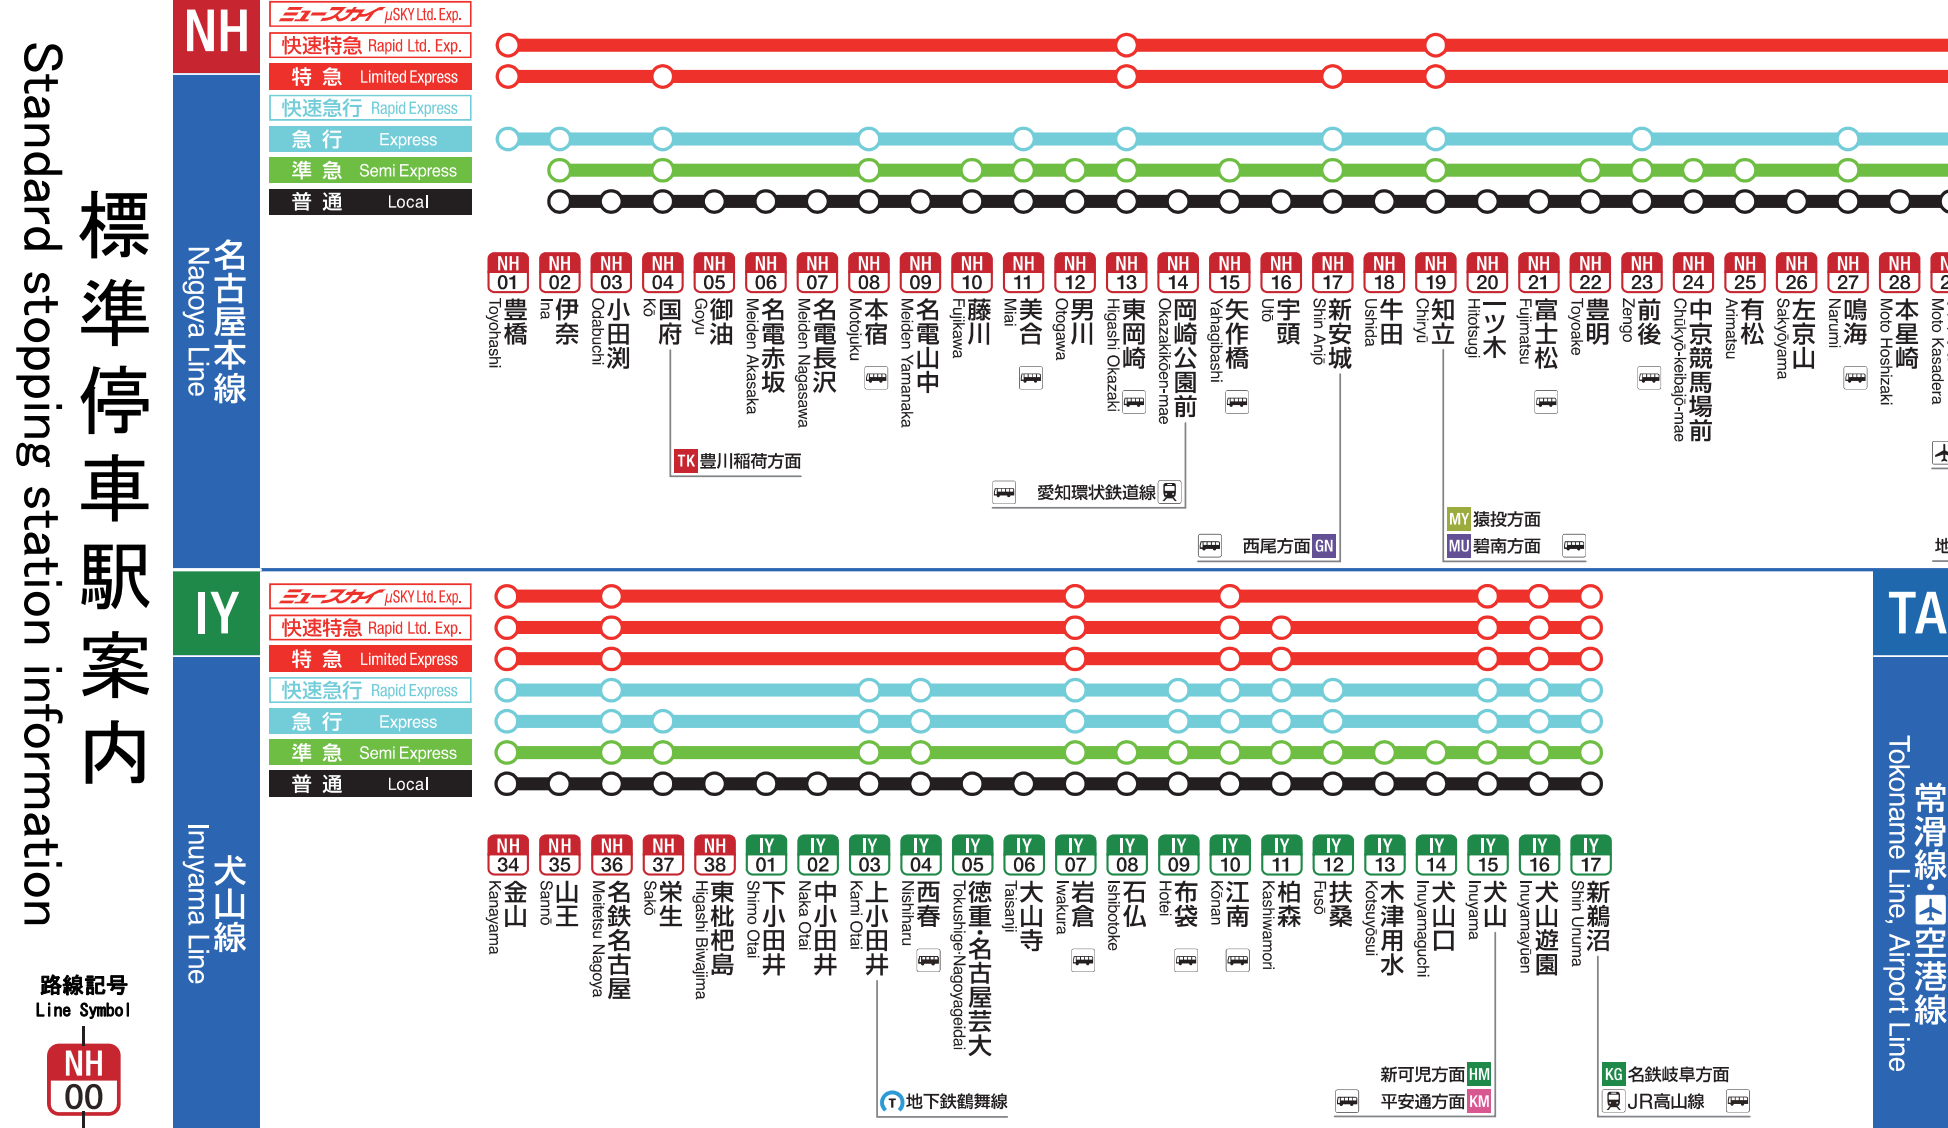 標準停車駅案内
Standard stopping station information
路線記号
Line Symbol
NH
00
NH
名古屋本線
Nagoya Line
ミュースカイ μSKY Ltd. Exp.
快速特急 Rapid Ltd. Exp.
特急 Limited Express
快速急行 Rapid Express
急行 Express
準急 Semi Express
普通 Local
NH 01 豊橋 Toyohashi
NH 02 伊奈 Ina
NH 03 小田渕 Odabuchi
NH 04 国府 Kō
NH 05 御油 Goyu
NH 06 名電赤坂 Meiden Akasaka
NH 07 名電長沢 Meiden Nagasawa
NH 08 本宿 Motojuku
NH 09 名電山中 Meiden Yamanaka
NH 10 藤川 Fujikawa
NH 11 美合 Miai
NH 12 男川 Otogawa
NH 13 東岡崎 Higashi Okazaki
NH 14 岡崎公園前 Okazakikōen-mae
NH 15 矢作橋 Yahagibashi
NH 16 宇頭 Utō
NH 17 新安城 Shin Anjō
NH 18 牛田 Ushida
NH 19 知立 Chiryū
NH 20 一ツ木 Hitotsugi
NH 21 富士松 Fujimatsu
NH 22 豊明 Toyoake
NH 23 前後 Zengo
NH 24 中京競馬場前 Chūkyō-keibajō-mae
NH 25 有松 Arimatsu
NH 26 左京山 Sakyōyama
NH 27 鳴海 Narumi
NH 28 本星崎 Moto Hoshizaki
Moto Kasadera
TK 豊川稲荷方面
愛知環状鉄道線
西尾方面 GN
MY 猿投方面
MU 碧南方面
地
IY
犬山線
Inuyama Line
ミュースカイ μSKY Ltd. Exp.
快速特急 Rapid Ltd. Exp.
特急 Limited Express
快速急行 Rapid Express
急行 Express
準急 Semi Express
普通 Local
NH 34 金山 Kanayama
NH 35 山王 Sannō
NH 36 名鉄名古屋 Meitetsu Nagoya
NH 37 栄生 Sakō
NH 38 東枇杷島 Higashi Biwajima
IY 01 下小田井 Shimo Otai
IY 02 中小田井 Naka Otai
IY 03 上小田井 Kami Otai
IY 04 西春 Nishiharu
IY 05 徳重・名古屋芸大 Tokushige-Nagoyageidai
IY 06 大山寺 Taisanji
IY 07 岩倉 Iwakura
IY 08 石仏 Ishibotoke
IY 09 布袋 Hotei
IY 10 江南 Kōnan
IY 11 柏森 Kashiwamori
IY 12 扶桑 Fusō
IY 13 木津用水 Kotsuyōsui
IY 14 犬山口 Inuyamaguchi
IY 15 犬山 Inuyama
IY 16 犬山遊園 Inuyamayūen
IY 17 新鵜沼 Shin Unuma
T 地下鉄鶴舞線
新可児方面 HM
平安通方面 KM
KG 名鉄岐阜方面
JR高山線
TA
常滑線・空港線
Tokoname Line, Airport Line